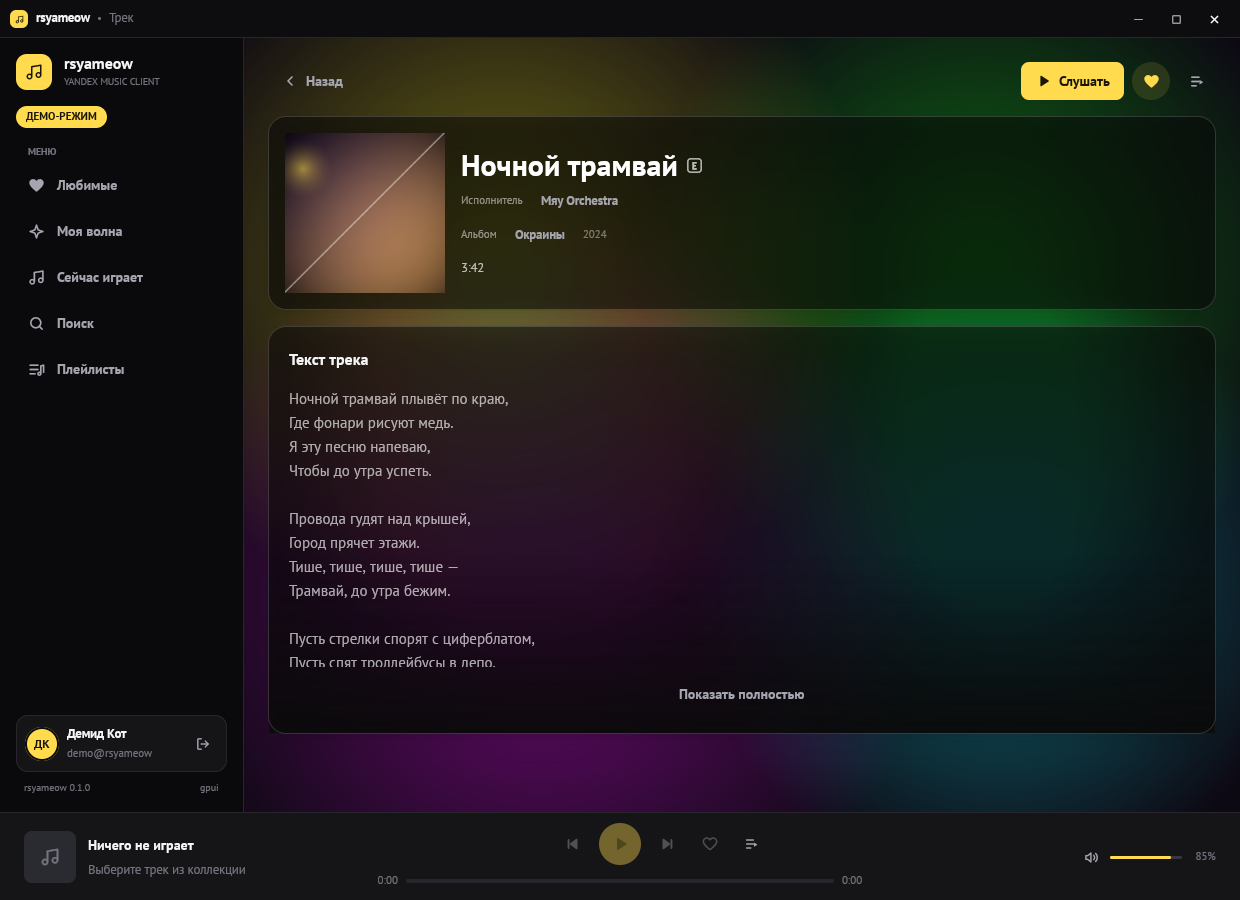 rsyameow • Трек
rsyameow
YANDEX MUSIC CLIENT
ДЕМО-РЕЖИМ
МЕНЮ
Любимые
Моя волна
Сейчас играет
Поиск
Плейлисты
ДК
Демид Кот
demo@rsyameow
rsyameow 0.1.0
gpui
Назад
Слушать
Ночной трамвай E
Исполнитель Мяу Orchestra
Альбом Окраины 2024
3:42
Текст трека
Ночной трамвай плывёт по краю,
Где фонари рисуют медь.
Я эту песню напеваю,
Чтобы до утра успеть.
Провода гудят над крышей,
Город прячет этажи.
Тише, тише, тише, тише —
Трамвай, до утра бежим.
Пусть стрелки спорят с циферблатом,
Пусть спят троллейбусы в депо.
Показать полностью
Ничего не играет
Выберите трек из коллекции
0:00
0:00
85%